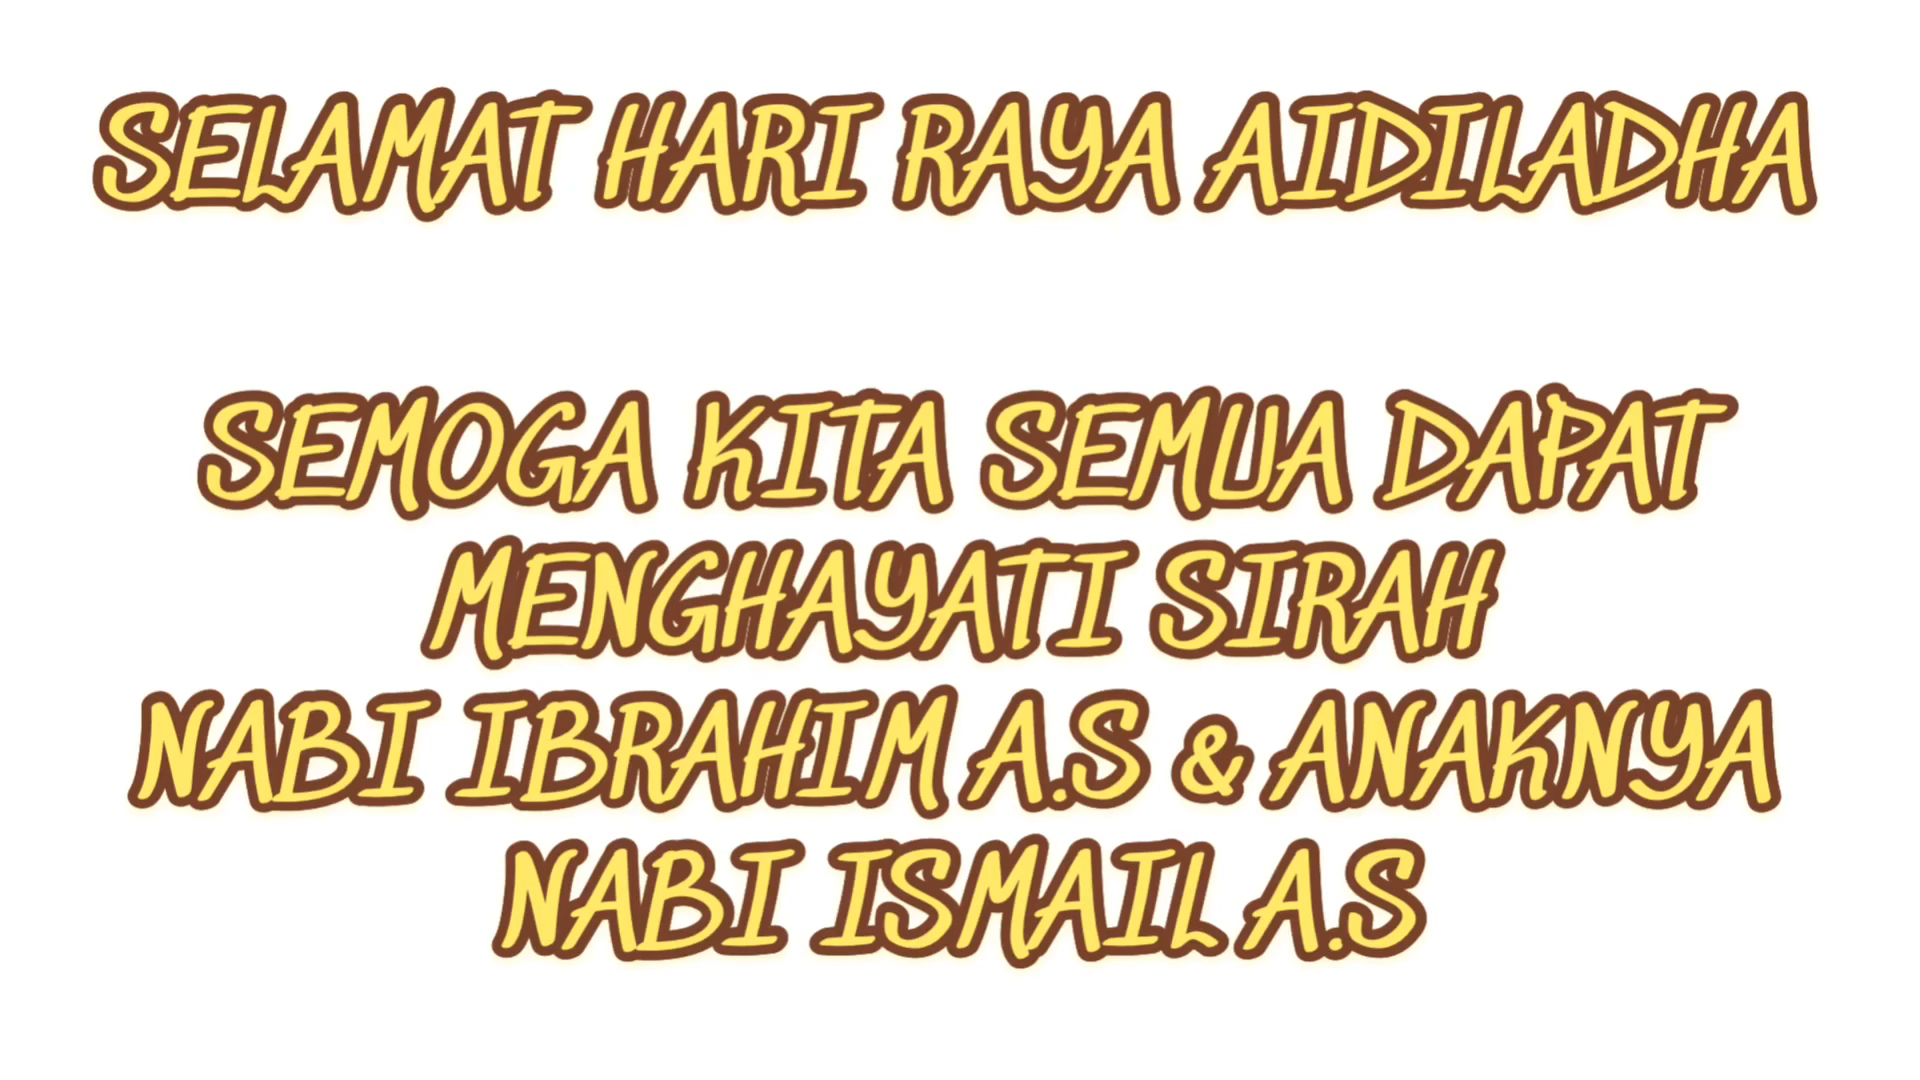 SELAMAT HARI RAYA AIDILADHA
SEMOGA KITA SEMUA DAPAT
MENGHAYATI SIRAH
NABI IBRAHIM A.S & ANAKNYA
NABI ISMAIL A.S